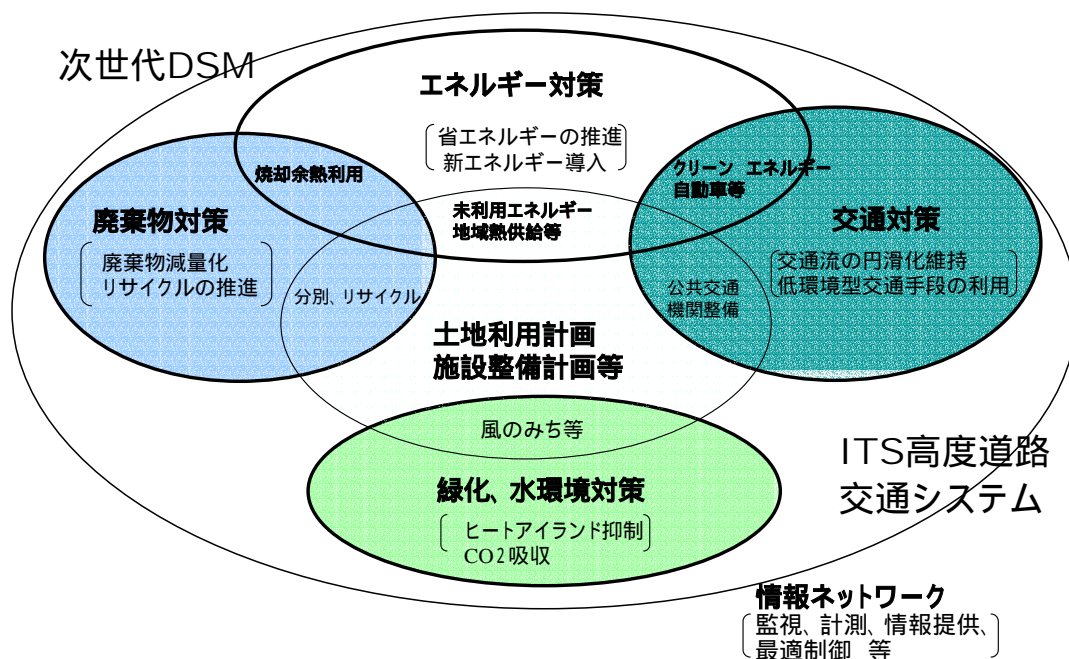 次世代DSM
エネルギー対策
省エネルギーの推進
新エネルギー導入
焼却余熱利用
クリーン エネルギー
自動車等
未利用エネルギー
地域熱供給等
廃棄物対策
廃棄物減量化
リサイクルの推進
分別、リサイクル
交通対策
交通流の円滑化維持
低環境型交通手段の利用
公共交通
機関整備
土地利用計画
施設整備計画等
風のみち等
緑化、水環境対策
ヒートアイランド抑制
CO2吸収
ITS高度道路
交通システム
情報ネットワーク
監視、計測、情報提供、
最適制御 等